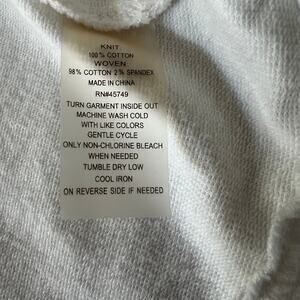 KNIT
100% COTTON
WOVEN
98% COTTON 2% SPANDEX
MADE IN CHINA
RN#45749
TURN GARMENT INSIDE OUT
MACHINE WASH COLD
WITH LIKE COLORS
GENTLE CYCLE
ONLY NON-CHLORINE BLEACH
WHEN NEEDED
TUMBLE DRY LOW
COOL IRON
ON REVERSE SIDE IF NEEDED